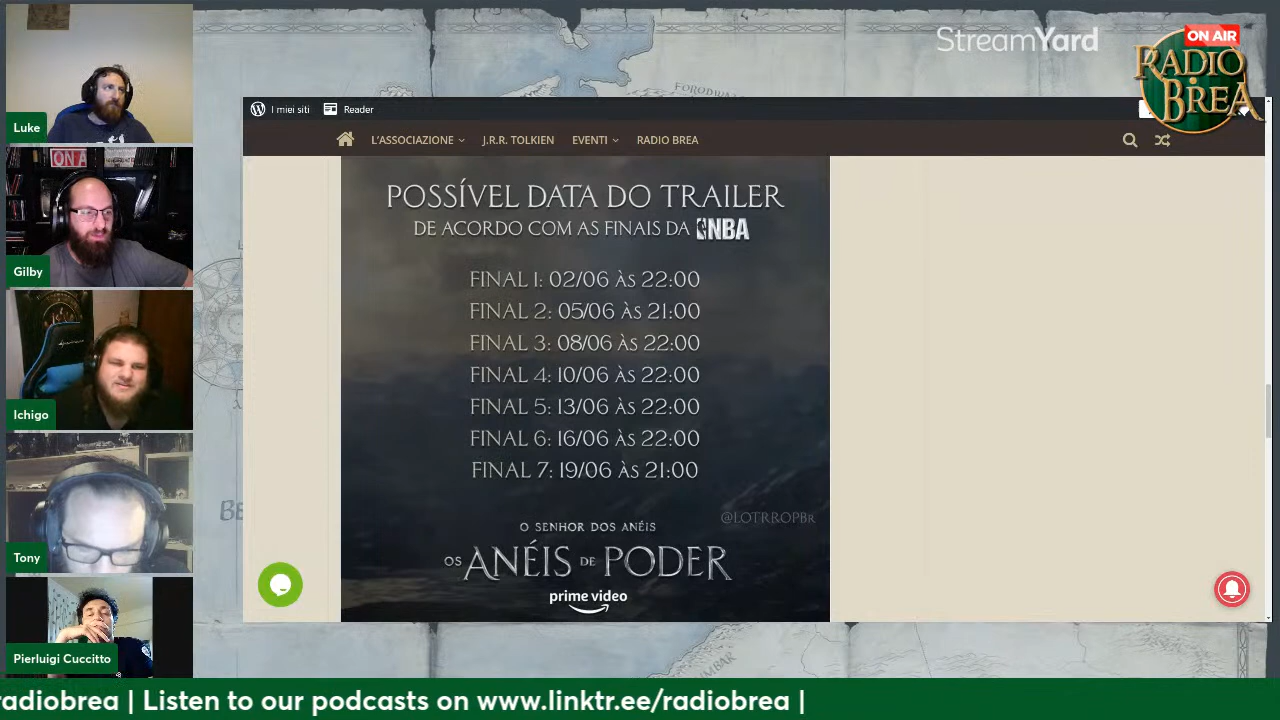 StreamYard
ON AIR
RADIO
BREA
Luke
ON A
Gilby
Ichigo
Tony
Pierluigi Cuccitto
I miei siti
Reader
L'ASSOCIAZIONE
J.R.R. TOLKIEN
EVENTI
RADIO BREA
POSSÍVEL DATA DO TRAILER
DE ACORDO COM AS FINAIS DA NBA
FINAL 1: 02/06 ÀS 22:00
FINAL 2: 05/06 ÀS 21:00
FINAL 3: 08/06 ÀS 22:00
FINAL 4: 10/06 ÀS 22:00
FINAL 5: 13/06 ÀS 22:00
FINAL 6: 16/06 ÀS 22:00
FINAL 7: 19/06 ÀS 21:00
@LOTRROPBR
O SENHOR DOS ANÉIS
OS ANÉIS DE PODER
prime video
radiobrea | Listen to our podcasts on www.linktr.ee/radiobrea |